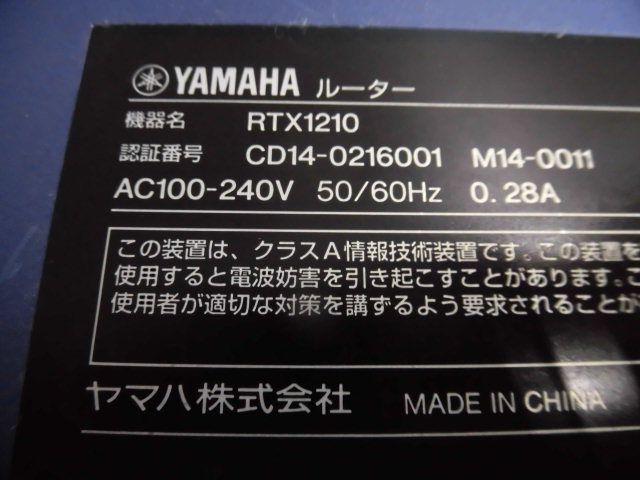 YAMAHA ルーター
機器名 RTX1210
認証番号 CD14-0216001 M14-0011
AC100-240V 50/60Hz 0.28A
この装置は、クラスA情報技術装置です。この装置を
使用すると電波妨害を引き起こすことがあります。こ
使用者が適切な対策を講ずるよう要求されることが
ヤマハ株式会社 MADE IN CHINA